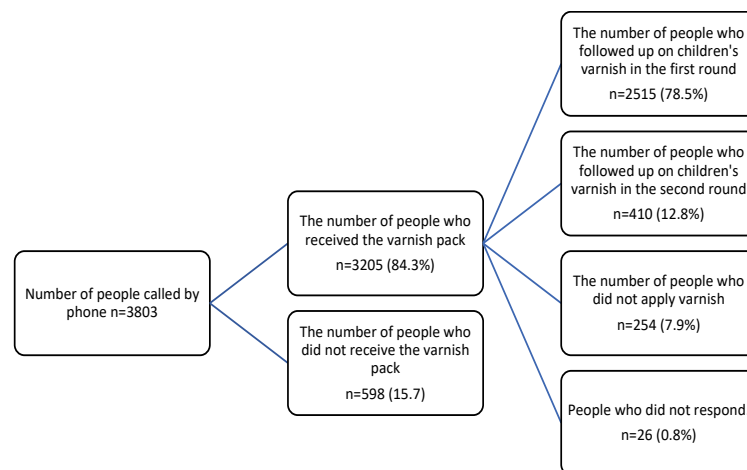 The number of people who
followed up on children's
varnish in the first round
n=2515 (78.5%)
The number of people who
followed up on children's
varnish in the second round
n=410 (12.8%)
The number of people who
received the varnish pack
n=3205 (84.3%)
Number of people called by
phone n=3803
The number of people who
did not receive the varnish
pack
n=598 (15.7)
The number of people who
did not apply varnish
n=254 (7.9%)
People who did not respond
n=26 (0.8%)